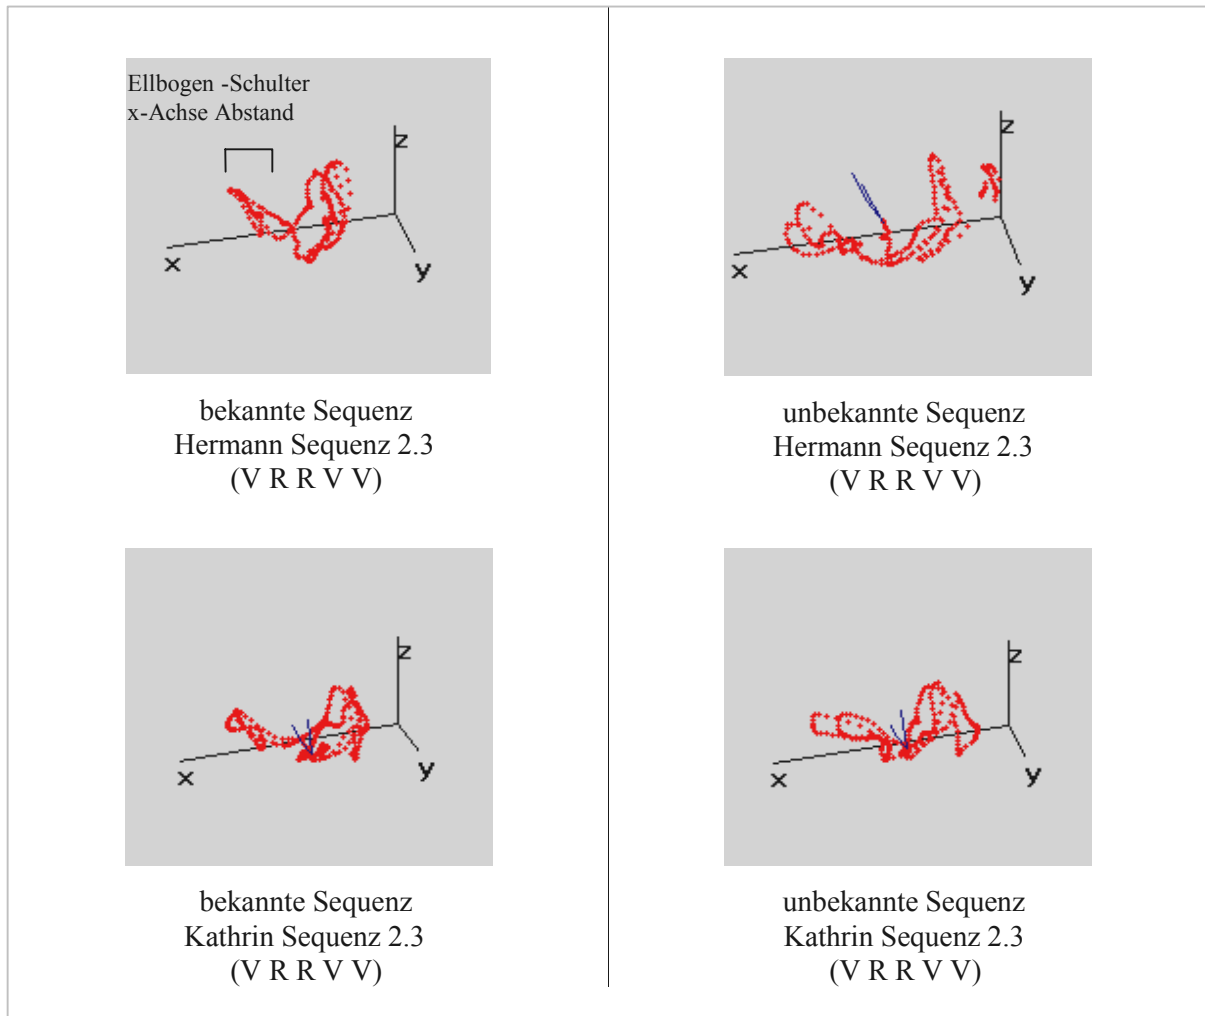 Ellbogen -Schulter
x-Achse Abstand
z
x
y
bekannte Sequenz
Hermann Sequenz 2.3
(V R R V V)
z
x
y
unbekannte Sequenz
Hermann Sequenz 2.3
(V R R V V)
z
x
y
bekannte Sequenz
Kathrin Sequenz 2.3
(V R R V V)
z
x
y
unbekannte Sequenz
Kathrin Sequenz 2.3
(V R R V V)